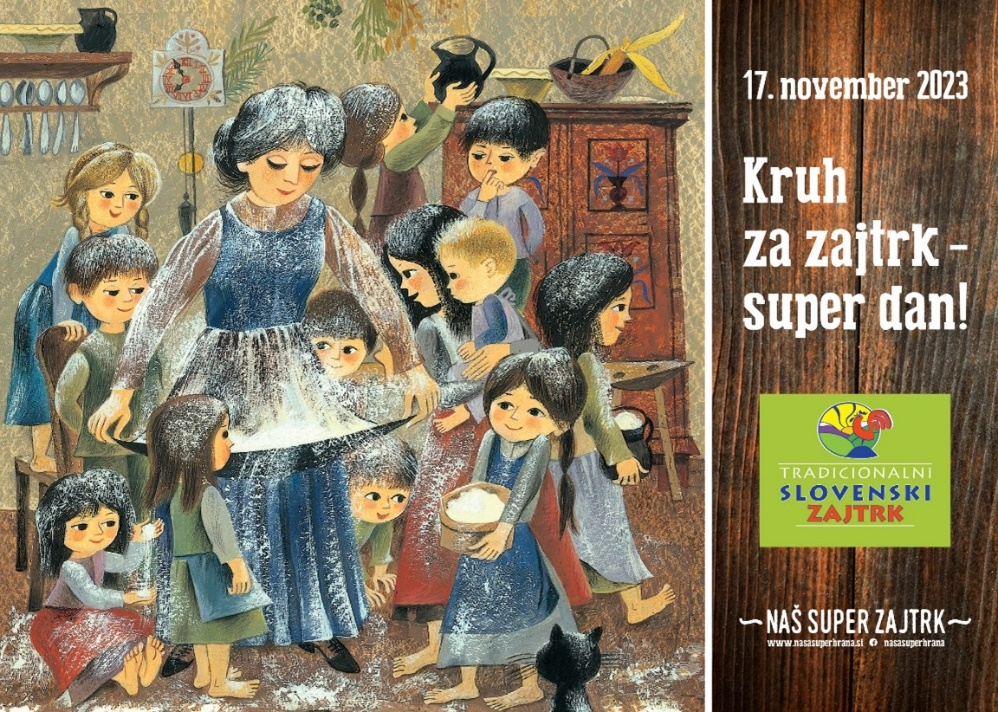 17. november 2023
Kruh
za zajtrk –
super dan!
TRADICIONALNI
SLOVENSKI
ZAJTRK
~ NAŠ SUPER ZAJTRK ~
www.nasasuperhrana.si nasasuperhrana